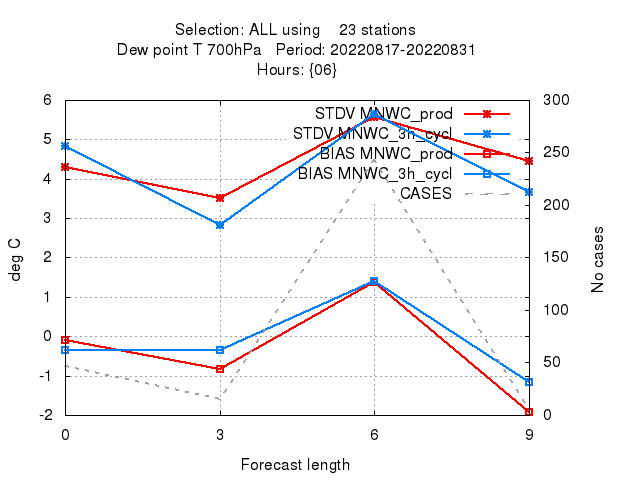 Selection: ALL using    23 stations
Dew point T 700hPa   Period: 20220817-20220831
Hours: {06}
6 300
STDV MNWC_prod
5 STDV MNWC_3h_cycl 250
BIAS MNWC_prod
4 BIAS MNWC_3h_cycl
CASES
3 200
2 150
1 100
0
-1 50
-2 0
deg C
No cases
0 3 6 9
Forecast length